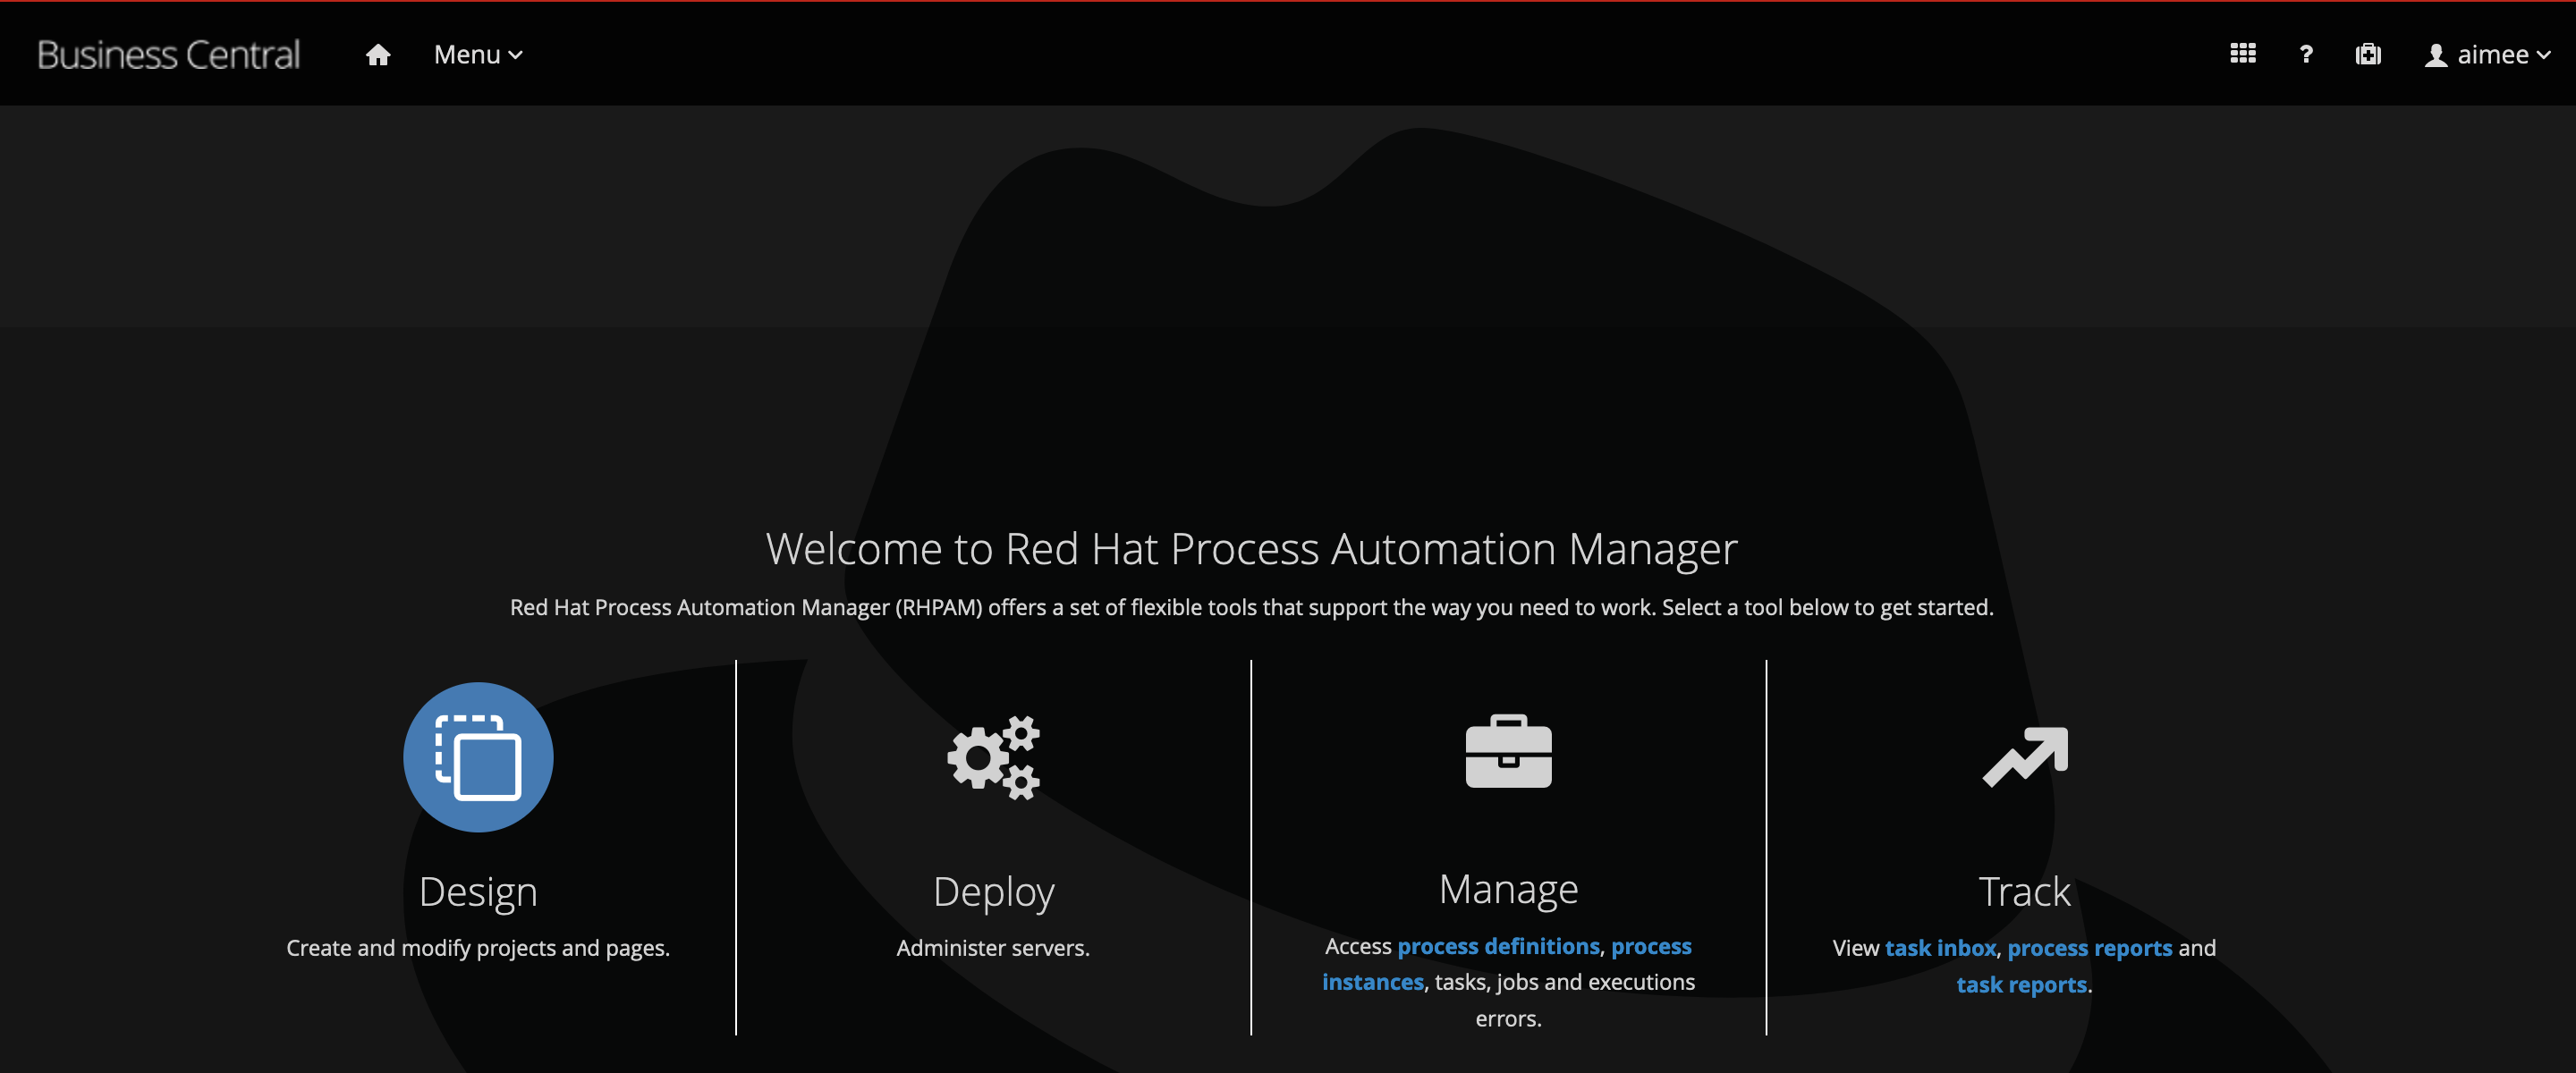 Business Central
Menu
?
aimee
Welcome to Red Hat Process Automation Manager
Red Hat Process Automation Manager (RHPAM) offers a set of flexible tools that support the way you need to work. Select a tool below to get started.
Design
Create and modify projects and pages.
Deploy
Administer servers.
Manage
Access process definitions, process
instances, tasks, jobs and executions
errors.
Track
View task inbox, process reports and
task reports.